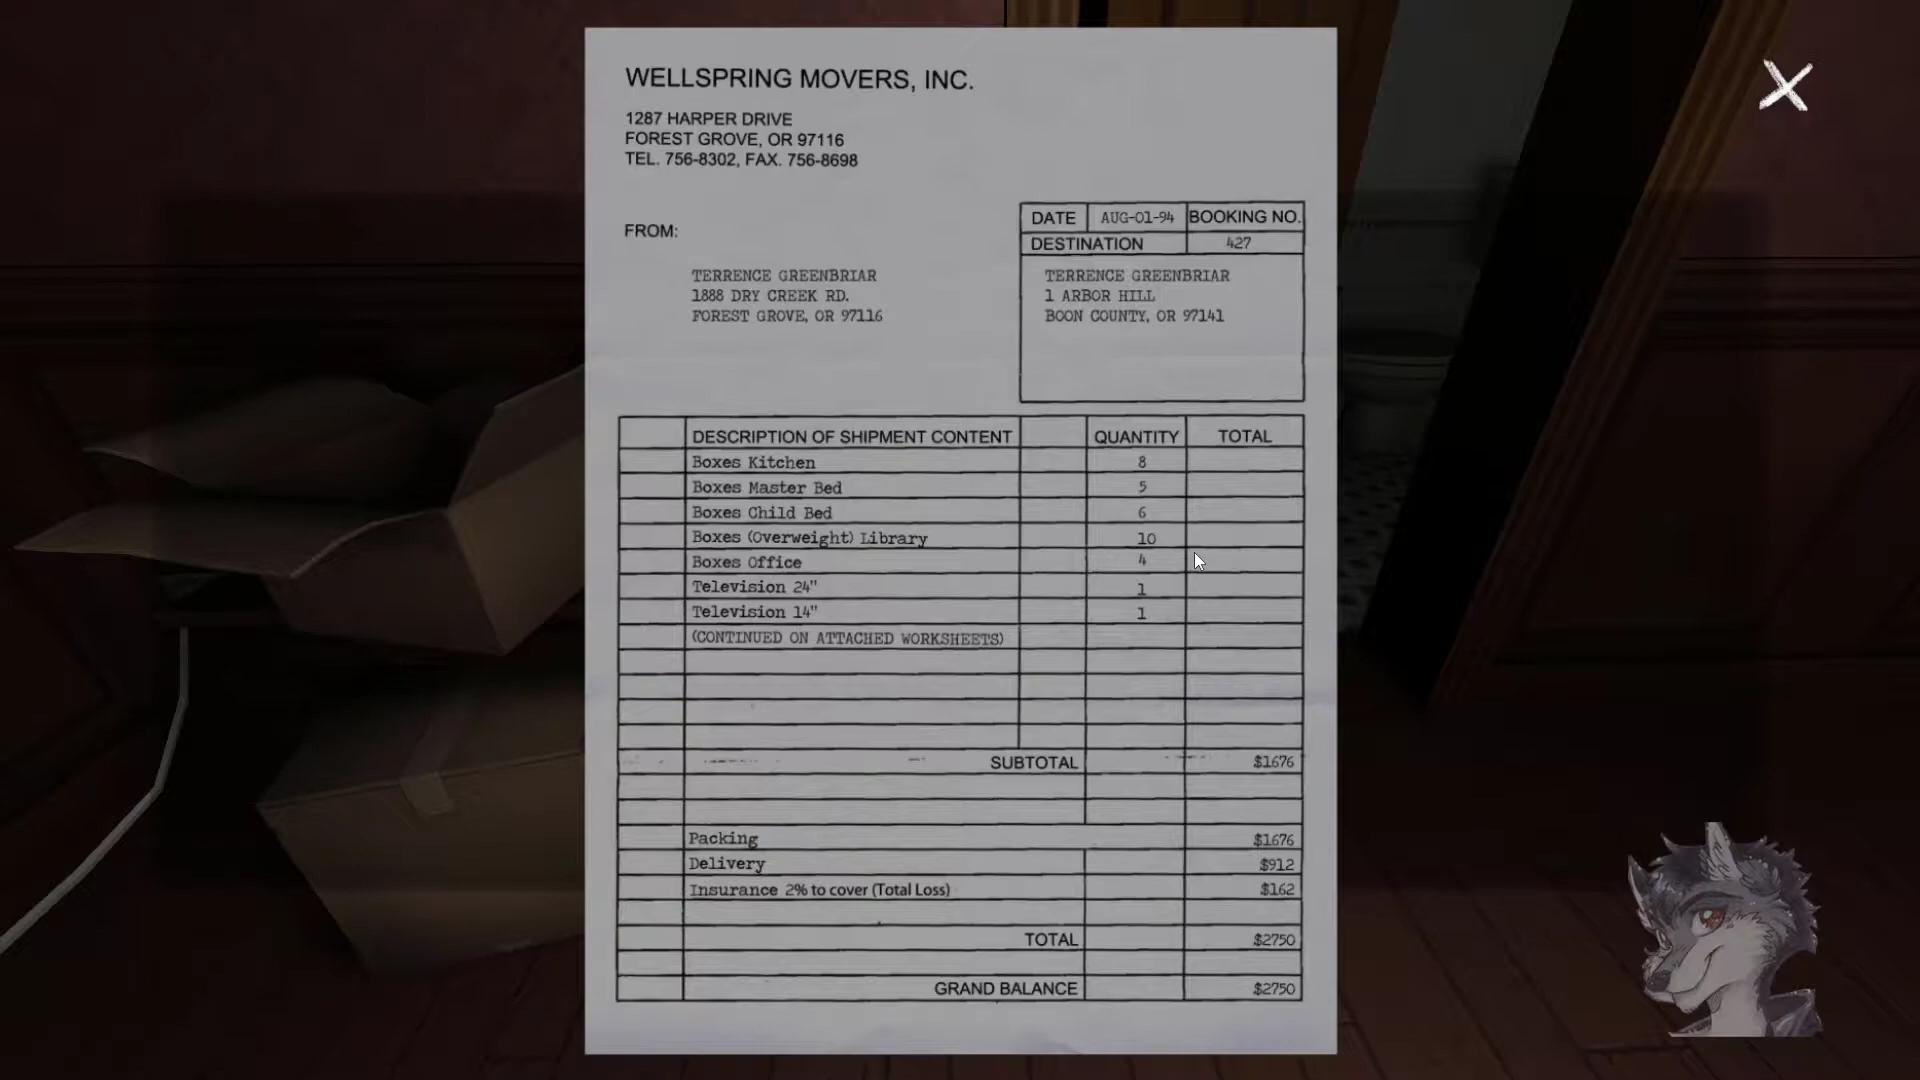 WELLSPRING MOVERS, INC.
1287 HARPER DRIVE
FOREST GROVE, OR 97116
TEL. 756-8302, FAX. 756-8698
DATE AUG-01-94 BOOKING NO.
DESTINATION 427
FROM:
TERRENCE GREENBRIAR
1888 DRY CREEK RD.
FOREST GROVE, OR 97116
TERRENCE GREENBRIAR
1 ARBOR HILL
BOON COUNTY, OR 97141
DESCRIPTION OF SHIPMENT CONTENT QUANTITY TOTAL
Boxes Kitchen 8
Boxes Master Bed 5
Boxes Child Bed 6
Boxes (Overweight) Library 10
Boxes Office 4
Television 24" 1
Television 14" 1
(CONTINUED ON ATTACHED WORKSHEETS)
SUBTOTAL $1676
Packing $1676
Delivery $912
Insurance 2% to cover (Total Loss) $162
TOTAL $2750
GRAND BALANCE $2750